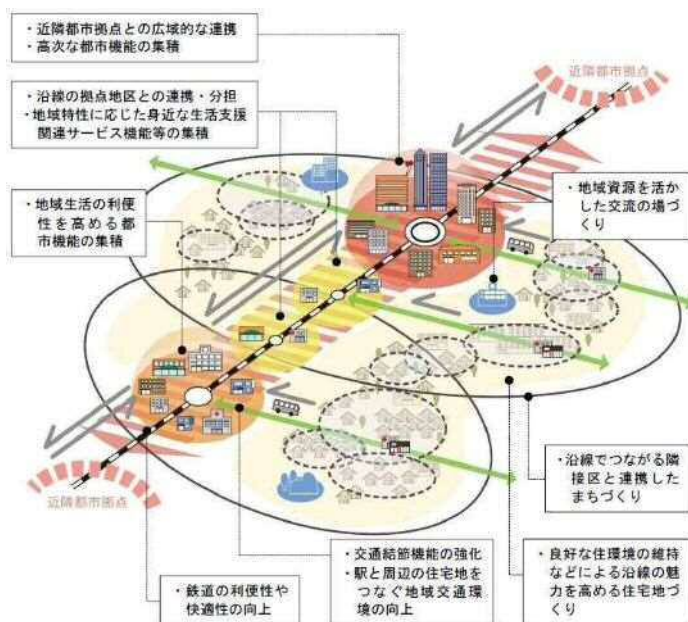 ・近隣都市拠点との広域的な連携
・高次な都市機能の集積
近隣都市拠点
・沿線の拠点地区との連携・分担
・地域特性に応じた身近な生活支援
関連サービス機能等の集積
・地域資源を活か
した交流の場づ
くり
・地域生活の利便
性を高める都
市機能の集積
近隣都市拠点
・沿線でつながる隣
接区と連携した
まちづくり
・鉄道の利便性や
快適性の向上
・交通結節機能の強化
・駅と周辺の住宅地を
つなぐ地域交通環
境の向上
・良好な住環境の維持
などによる沿線の魅
力を高める住宅地づ
くり